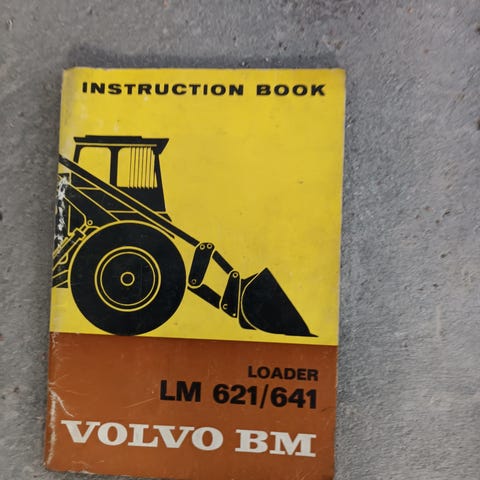 INSTRUCTION BOOK
LOADER
LM 621/641
VOLVO BM